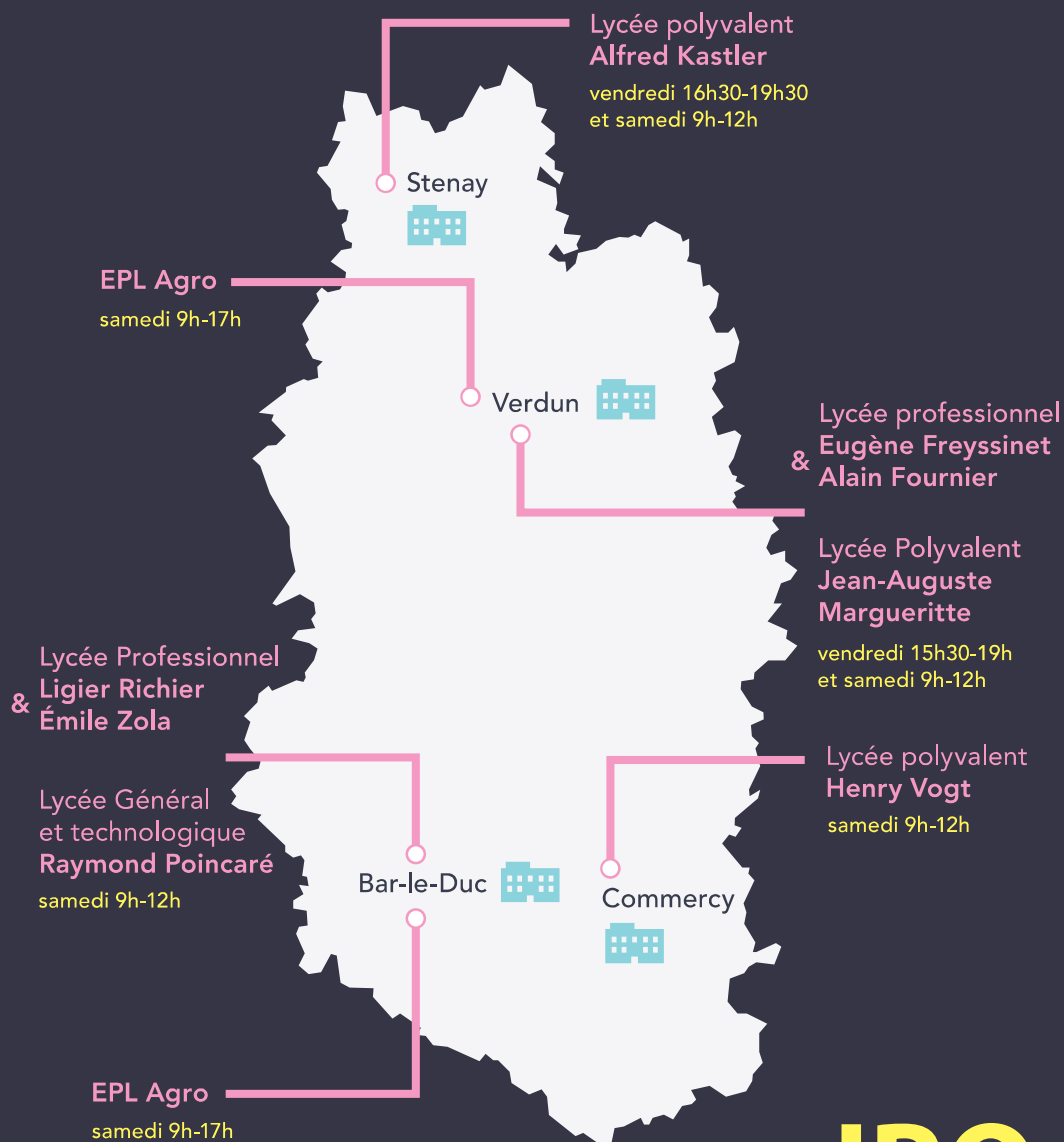 Lycée polyvalent
Alfred Kastler
vendredi 16h30-19h30
et samedi 9h-12h
Stenay
EPL Agro
samedi 9h-17h
Verdun
Lycée professionnel
& Eugène Freyssinet
Alain Fournier
Lycée Polyvalent
Jean-Auguste
Margueritte
vendredi 15h30-19h
et samedi 9h-12h
Lycée Professionnel
& Ligier Richier
Émile Zola
Lycée Général
et technologique
Raymond Poincaré
samedi 9h-12h
Lycée polyvalent
Henry Vogt
samedi 9h-12h
Bar-le-Duc
Commercy
EPL Agro
samedi 9h-17h